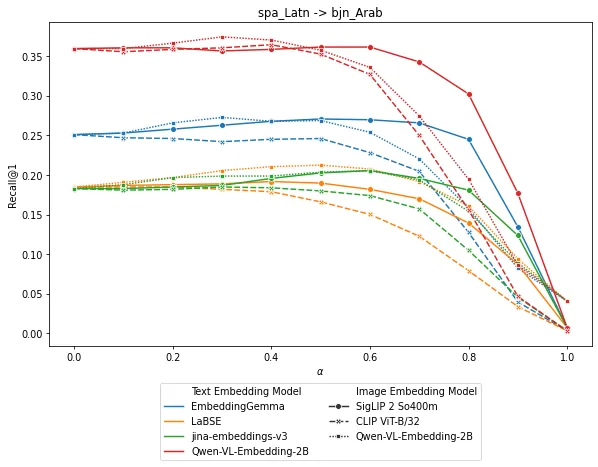 spa_Latn -> bjn_Arab
Recall@1
0.35
0.30
0.25
0.20
0.15
0.10
0.05
0.00
0.0 0.2 0.4 0.6 0.8 1.0
α
Text Embedding Model Image Embedding Model
EmbeddingGemma SigLIP 2 So400m
LaBSE CLIP ViT-B/32
jina-embeddings-v3 Qwen-VL-Embedding-2B
Qwen-VL-Embedding-2B